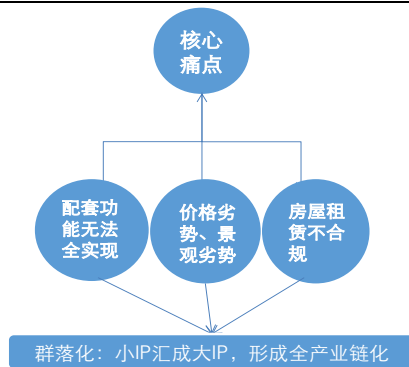 核心
痛点
配套功
能无法
全实现
价格劣
势、景
观劣势
房屋租
赁不合
规
群落化：小IP汇成大IP，形成全产业链化